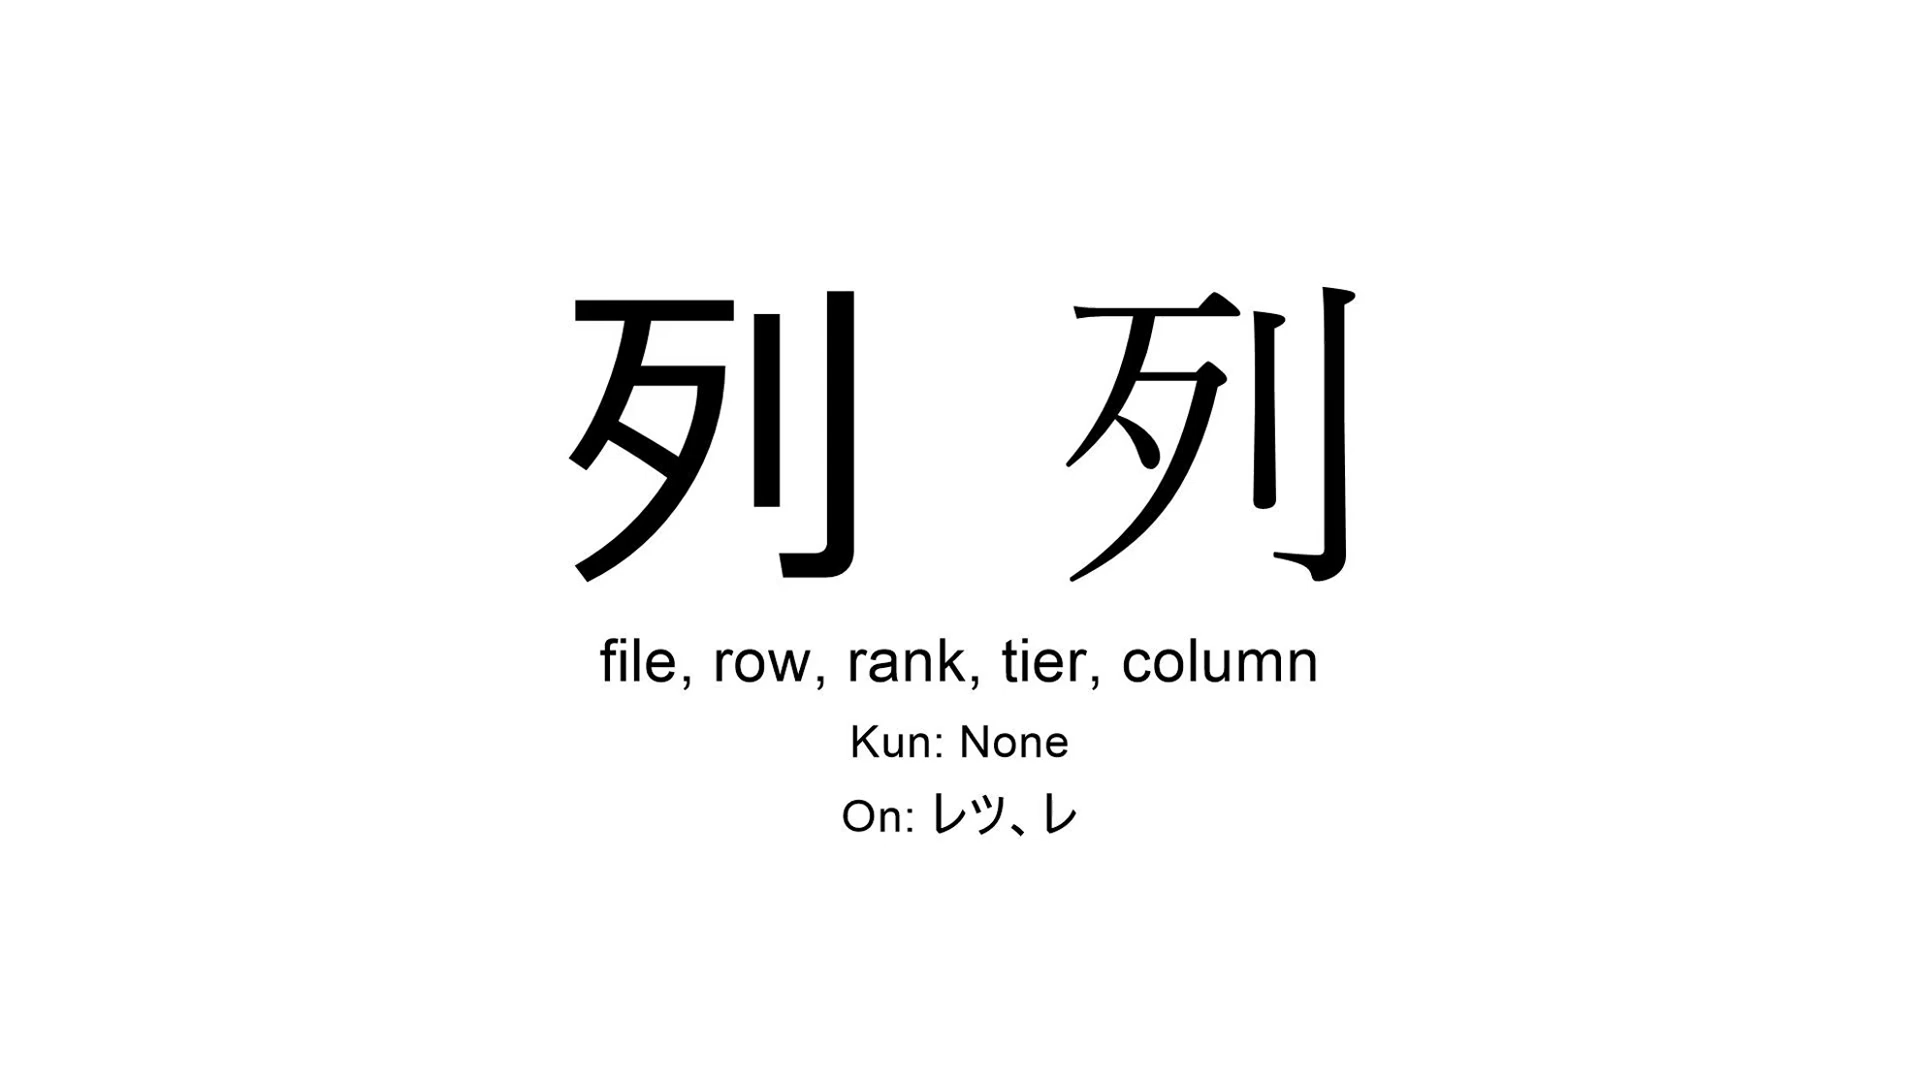 列 列
file, row, rank, tier, column
Kun: None
On: レツ、レ